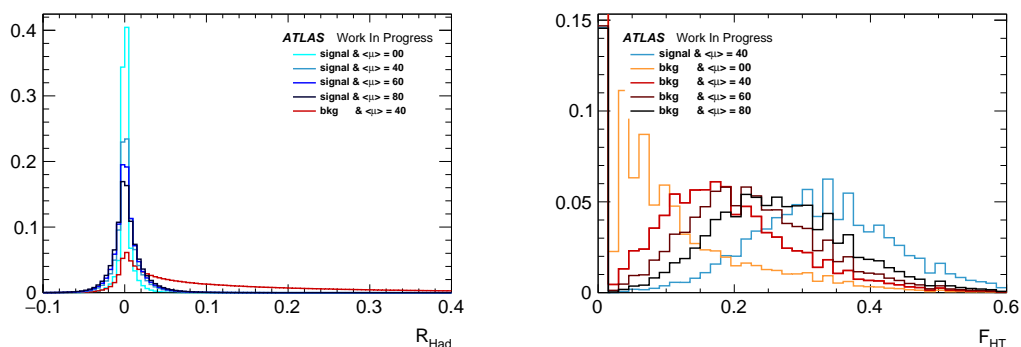 ATLAS Work In Progress
signal & <μ> = 00
signal & <μ> = 40
signal & <μ> = 60
signal & <μ> = 80
bkg & <μ> = 40
0.4
0.3
0.2
0.1
0
−0.1 0 0.1 0.2 0.3 0.4
R_Had
ATLAS Work In Progress
signal & <μ> = 40
bkg & <μ> = 00
bkg & <μ> = 40
bkg & <μ> = 60
bkg & <μ> = 80
0.15
0.1
0.05
0
0 0.2 0.4 0.6
F_HT